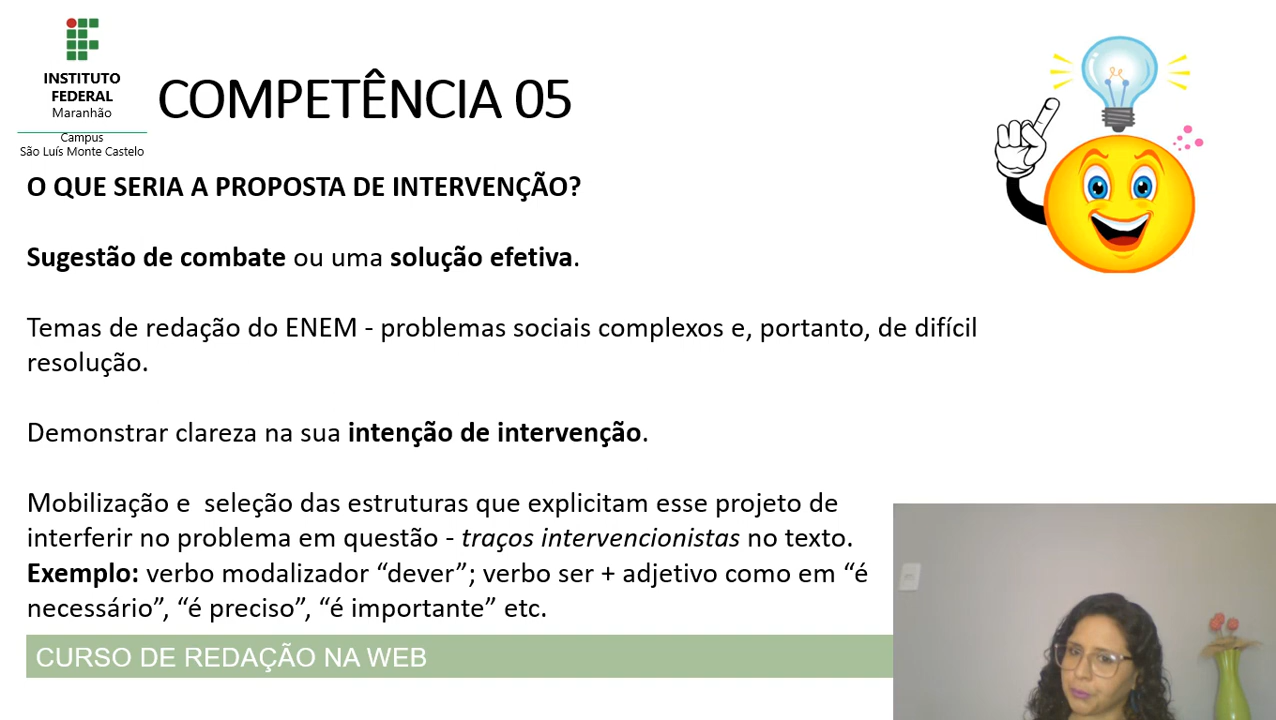 INSTITUTO
FEDERAL
Maranhão
Campus
São Luís Monte Castelo
COMPETÊNCIA 05
O QUE SERIA A PROPOSTA DE INTERVENÇÃO?
Sugestão de combate ou uma solução efetiva.
Temas de redação do ENEM - problemas sociais complexos e, portanto, de difícil
resolução.
Demonstrar clareza na sua intenção de intervenção.
Mobilização e  seleção das estruturas que explicitam esse projeto de
interferir no problema em questão - traços intervencionistas no texto.
Exemplo: verbo modalizador “dever”; verbo ser + adjetivo como em “é
necessário”, “é preciso”, “é importante” etc.
CURSO DE REDAÇÃO NA WEB